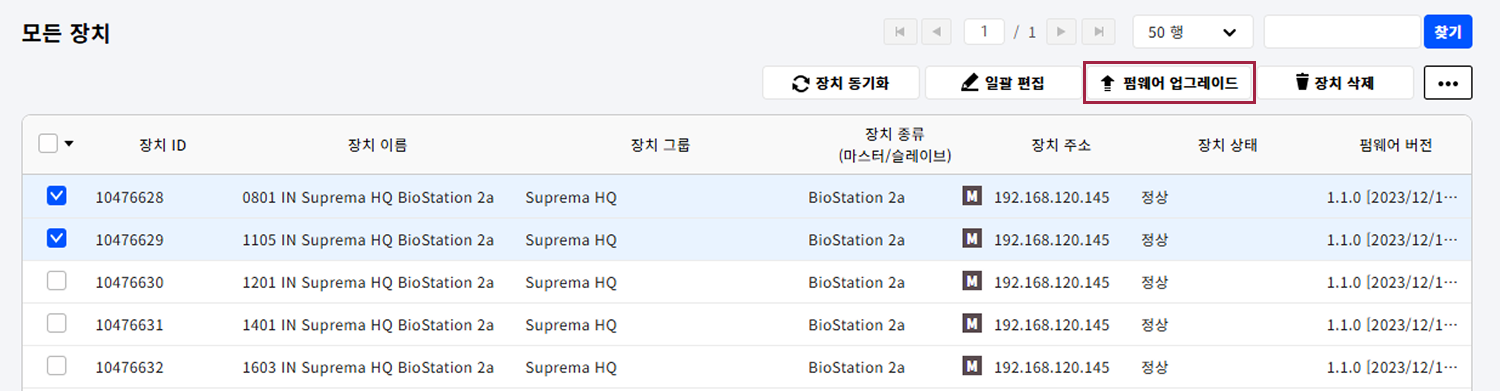 모든 장치
1 / 1 50 행 찾기
장치 동기화 일괄 편집 펌웨어 업그레이드 장치 삭제 •••
장치 ID 장치 이름 장치 그룹 장치 종류 (마스터/슬레이브) 장치 주소 장치 상태 펌웨어 버전
10476628 0801 IN Suprema HQ BioStation 2a Suprema HQ BioStation 2a M 192.168.120.145 정상 1.1.0 [2023/12/1···
10476629 1105 IN Suprema HQ BioStation 2a Suprema HQ BioStation 2a M 192.168.120.145 정상 1.1.0 [2023/12/1···
10476630 1201 IN Suprema HQ BioStation 2a Suprema HQ BioStation 2a M 192.168.120.145 정상 1.1.0 [2023/12/1···
10476631 1401 IN Suprema HQ BioStation 2a Suprema HQ BioStation 2a M 192.168.120.145 정상 1.1.0 [2023/12/1···
10476632 1603 IN Suprema HQ BioStation 2a Suprema HQ BioStation 2a M 192.168.120.145 정상 1.1.0 [2023/12/1···